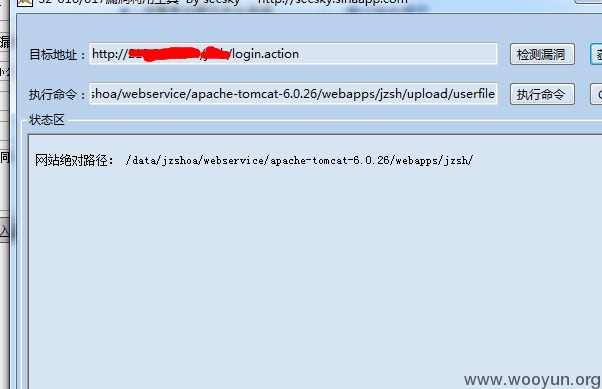 S2-016/017漏洞利用工具 by secsky http://secsky.sinaapp.com
目标地址： http:// /login.action 检测漏洞
执行命令： shoa/webservice/apache-tomcat-6.0.26/webapps/jzsh/upload/userfile 执行命令
状态区
网站绝对路径： /data/jzshoa/webservice/apache-tomcat-6.0.26/webapps/jzsh/
漏
同
入
www.wooyun.org